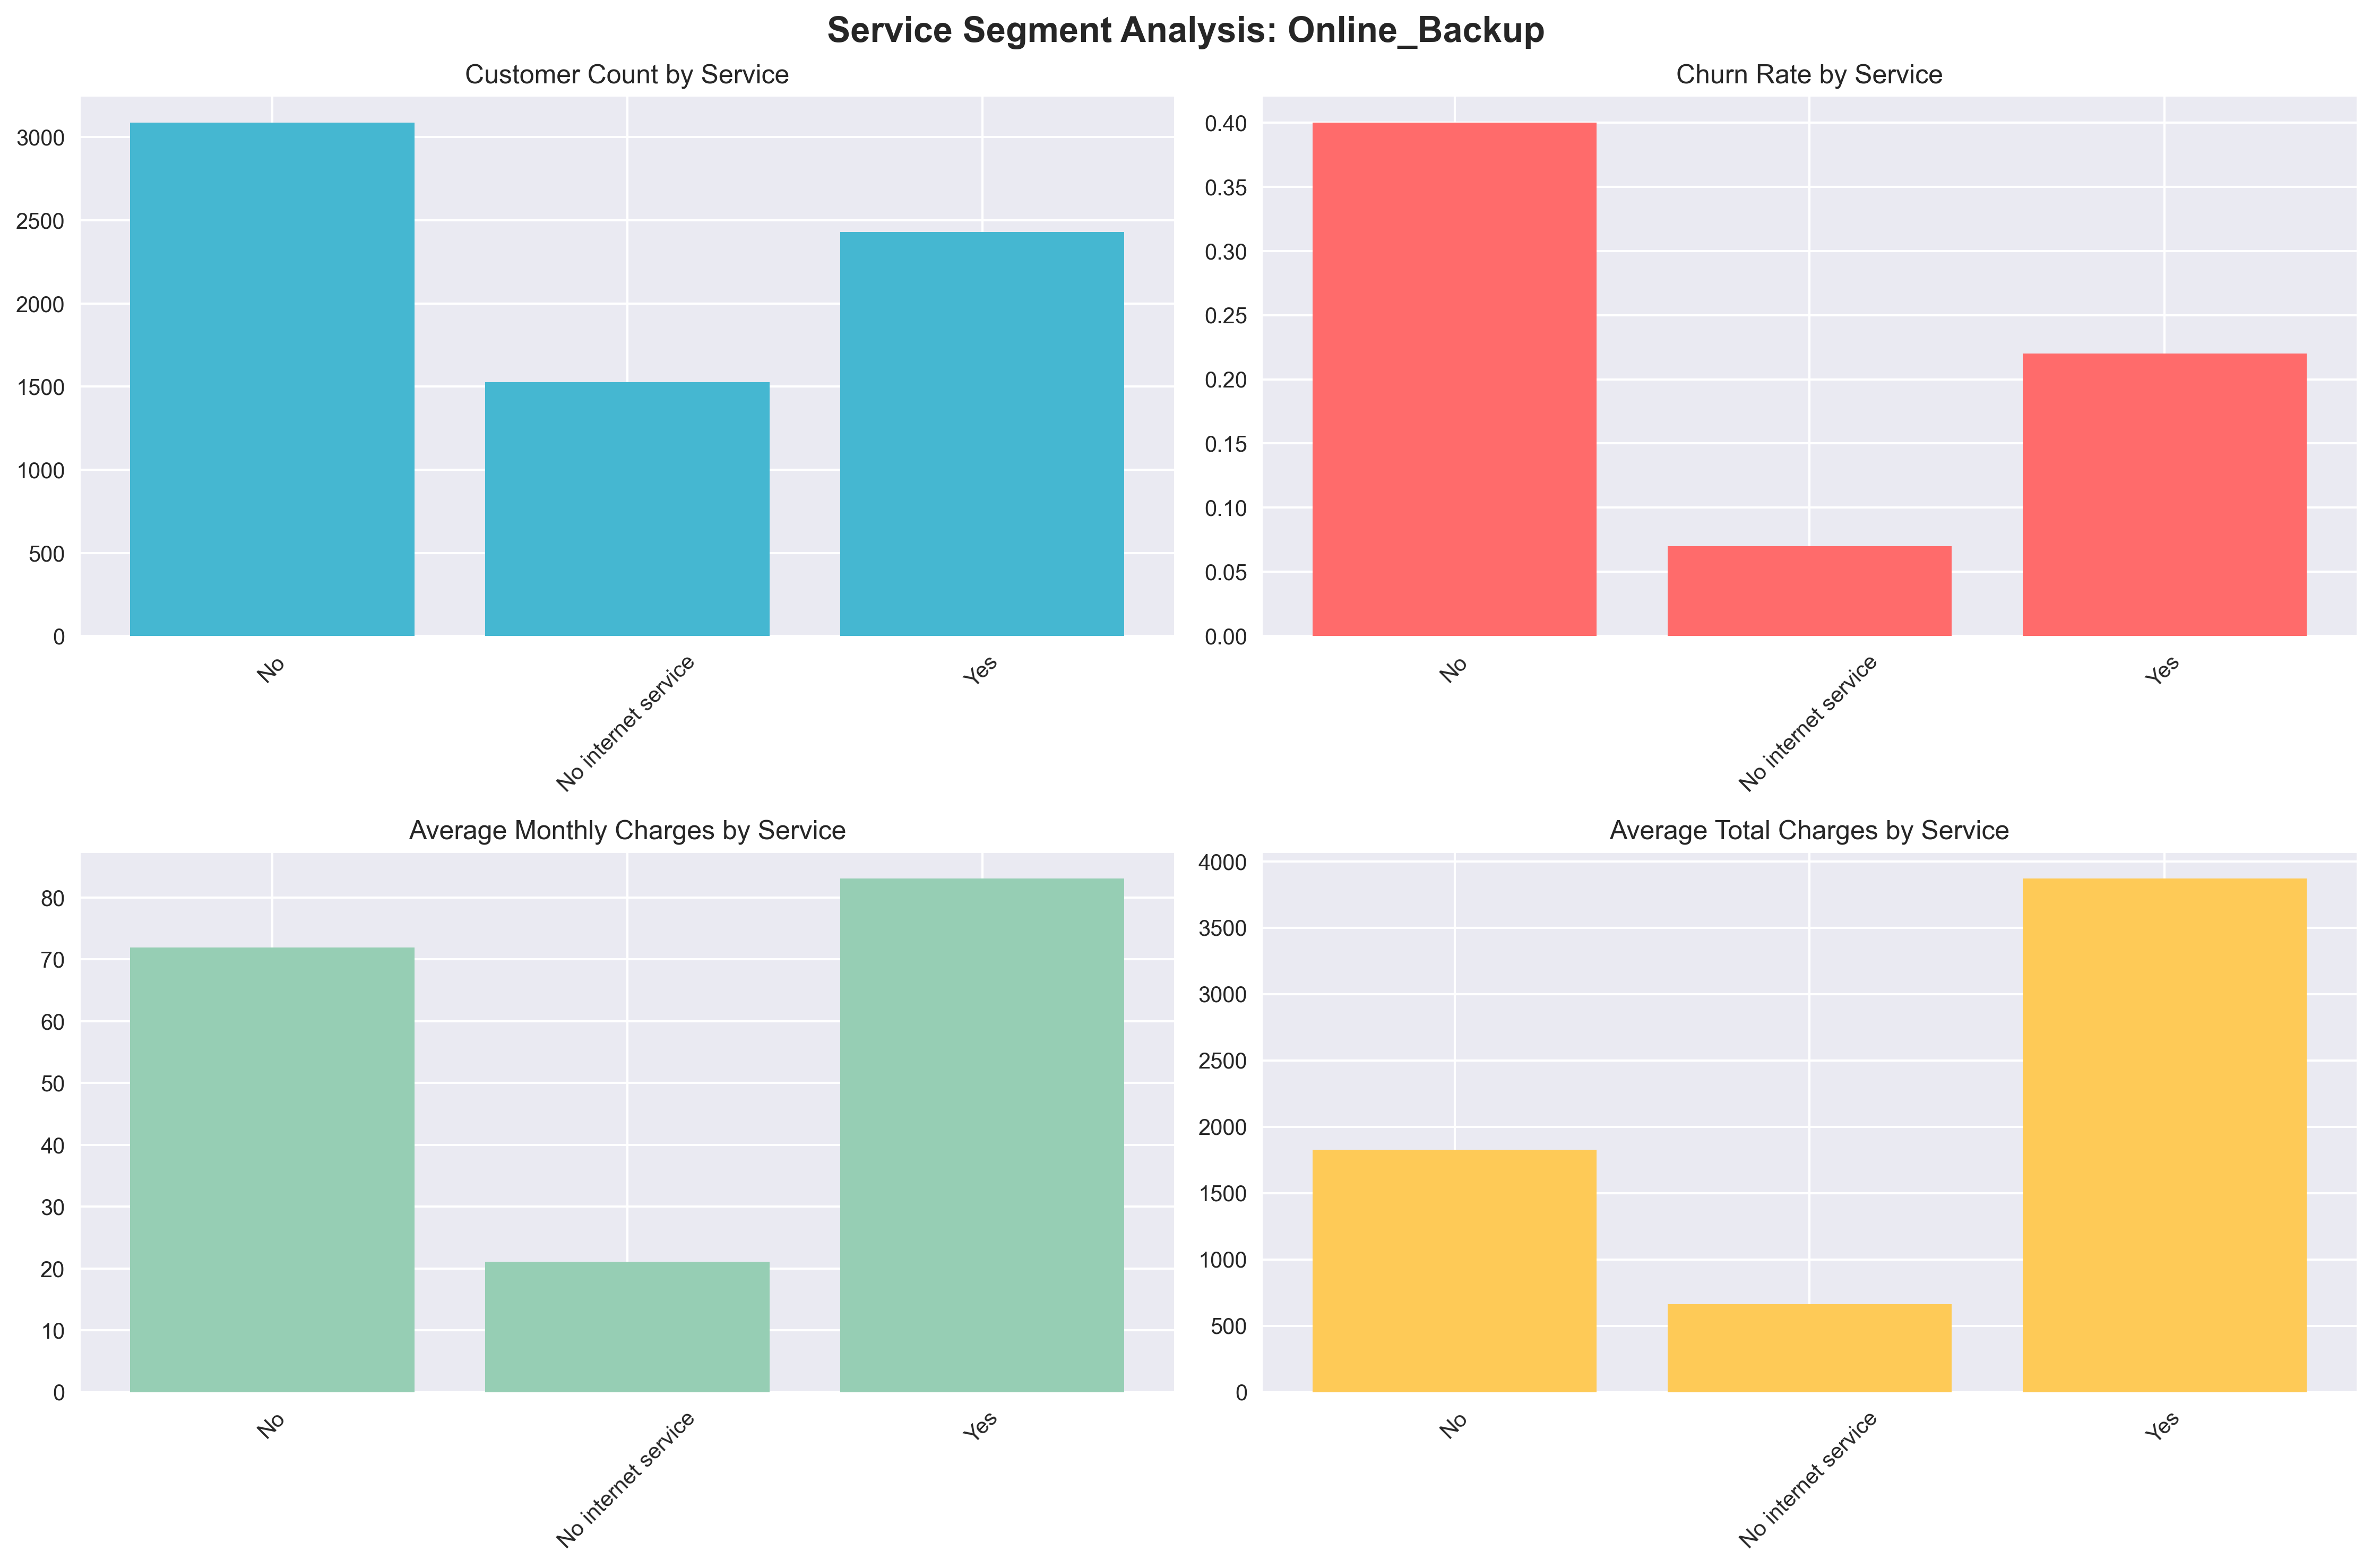 Service Segment Analysis: Online_Backup
Customer Count by Service
3000
2500
2000
1500
1000
500
0
No
No internet service
Yes
Churn Rate by Service
0.40
0.35
0.30
0.25
0.20
0.15
0.10
0.05
0.00
No
No internet service
Yes
Average Monthly Charges by Service
80
70
60
50
40
30
20
10
0
No
No internet service
Yes
Average Total Charges by Service
4000
3500
3000
2500
2000
1500
1000
500
0
No
No internet service
Yes